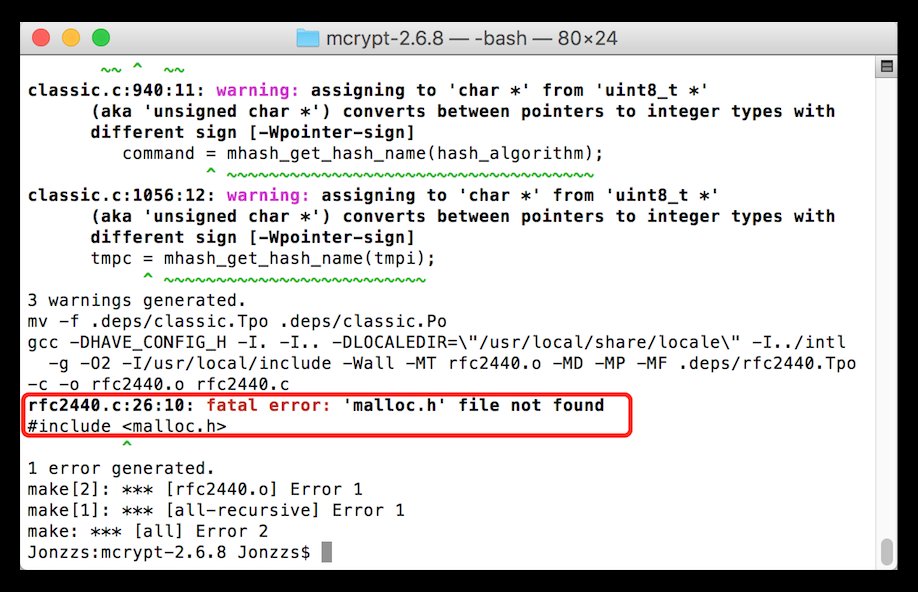 mcrypt-2.6.8 — -bash — 80×24
~~ ^ ~~
classic.c:940:11: warning: assigning to 'char *' from 'uint8_t *'
(aka 'unsigned char *') converts between pointers to integer types with
different sign [-Wpointer-sign]
command = mhash_get_hash_name(hash_algorithm);
^ ~~~~~~~~~~~~~~~~~~~~~~~~~~~~~~~~~~~
classic.c:1056:12: warning: assigning to 'char *' from 'uint8_t *'
(aka 'unsigned char *') converts between pointers to integer types with
different sign [-Wpointer-sign]
tmpc = mhash_get_hash_name(tmpi);
^ ~~~~~~~~~~~~~~~~~~~~~~~~~
3 warnings generated.
mv -f .deps/classic.Tpo .deps/classic.Po
gcc -DHAVE_CONFIG_H -I. -I.. -DLOCALEDIR=\"/usr/local/share/locale\" -I../intl
-g -O2 -I/usr/local/include -Wall -MT rfc2440.o -MD -MP -MF .deps/rfc2440.Tpo
-c -o rfc2440.o rfc2440.c
rfc2440.c:26:10: fatal error: 'malloc.h' file not found
#include <malloc.h>
^
1 error generated.
make[2]: *** [rfc2440.o] Error 1
make[1]: *** [all-recursive] Error 1
make: *** [all] Error 2
Jonzzs:mcrypt-2.6.8 Jonzzs$